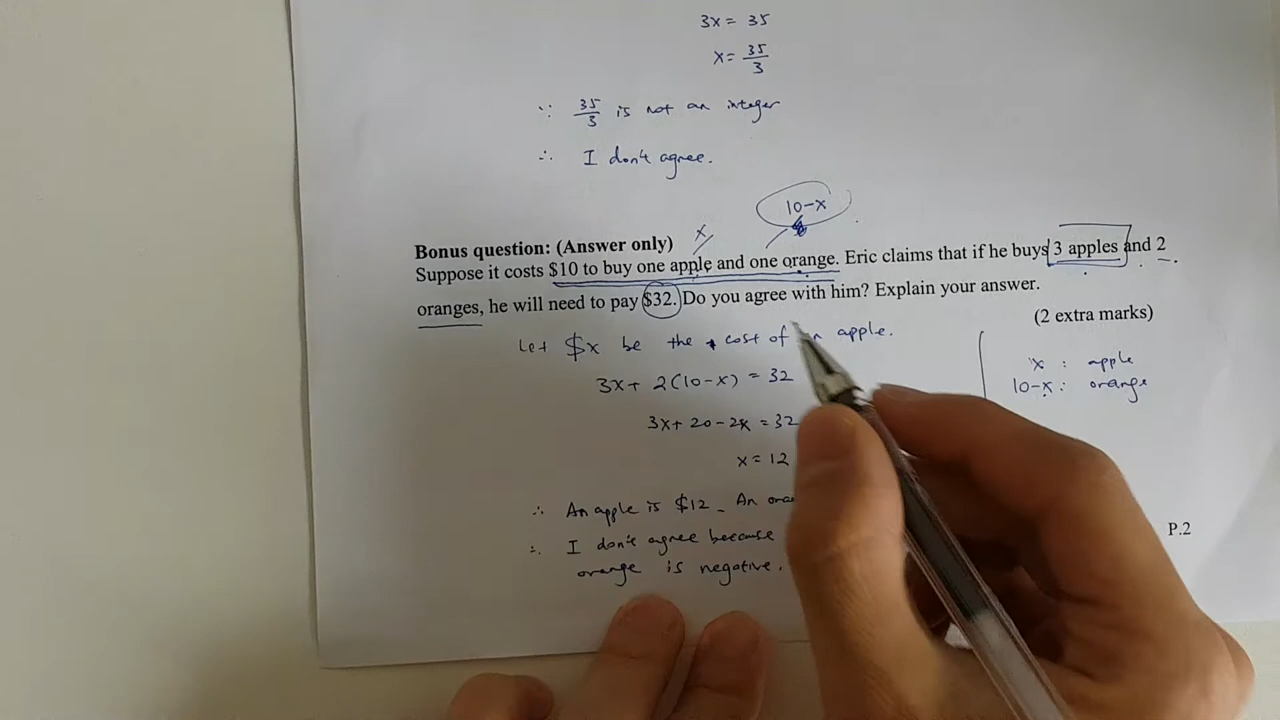 3x = 35
x = 35/3
∵ 35/3 is not an integer
∴ I don't agree.
10-x
x
Bonus question: (Answer only)
Suppose it costs $10 to buy one apple and one orange. Eric claims that if he buys 3 apples and 2
oranges, he will need to pay $32. Do you agree with him? Explain your answer.
(2 extra marks)
Let $x be the cost of an apple.
x : apple
10-x : orange
3x + 2(10-x) = 32
3x + 20 - 2x = 32
x = 12
∴ An apple is $12. An
∴ I don't agree because
orange is negative.
P.2